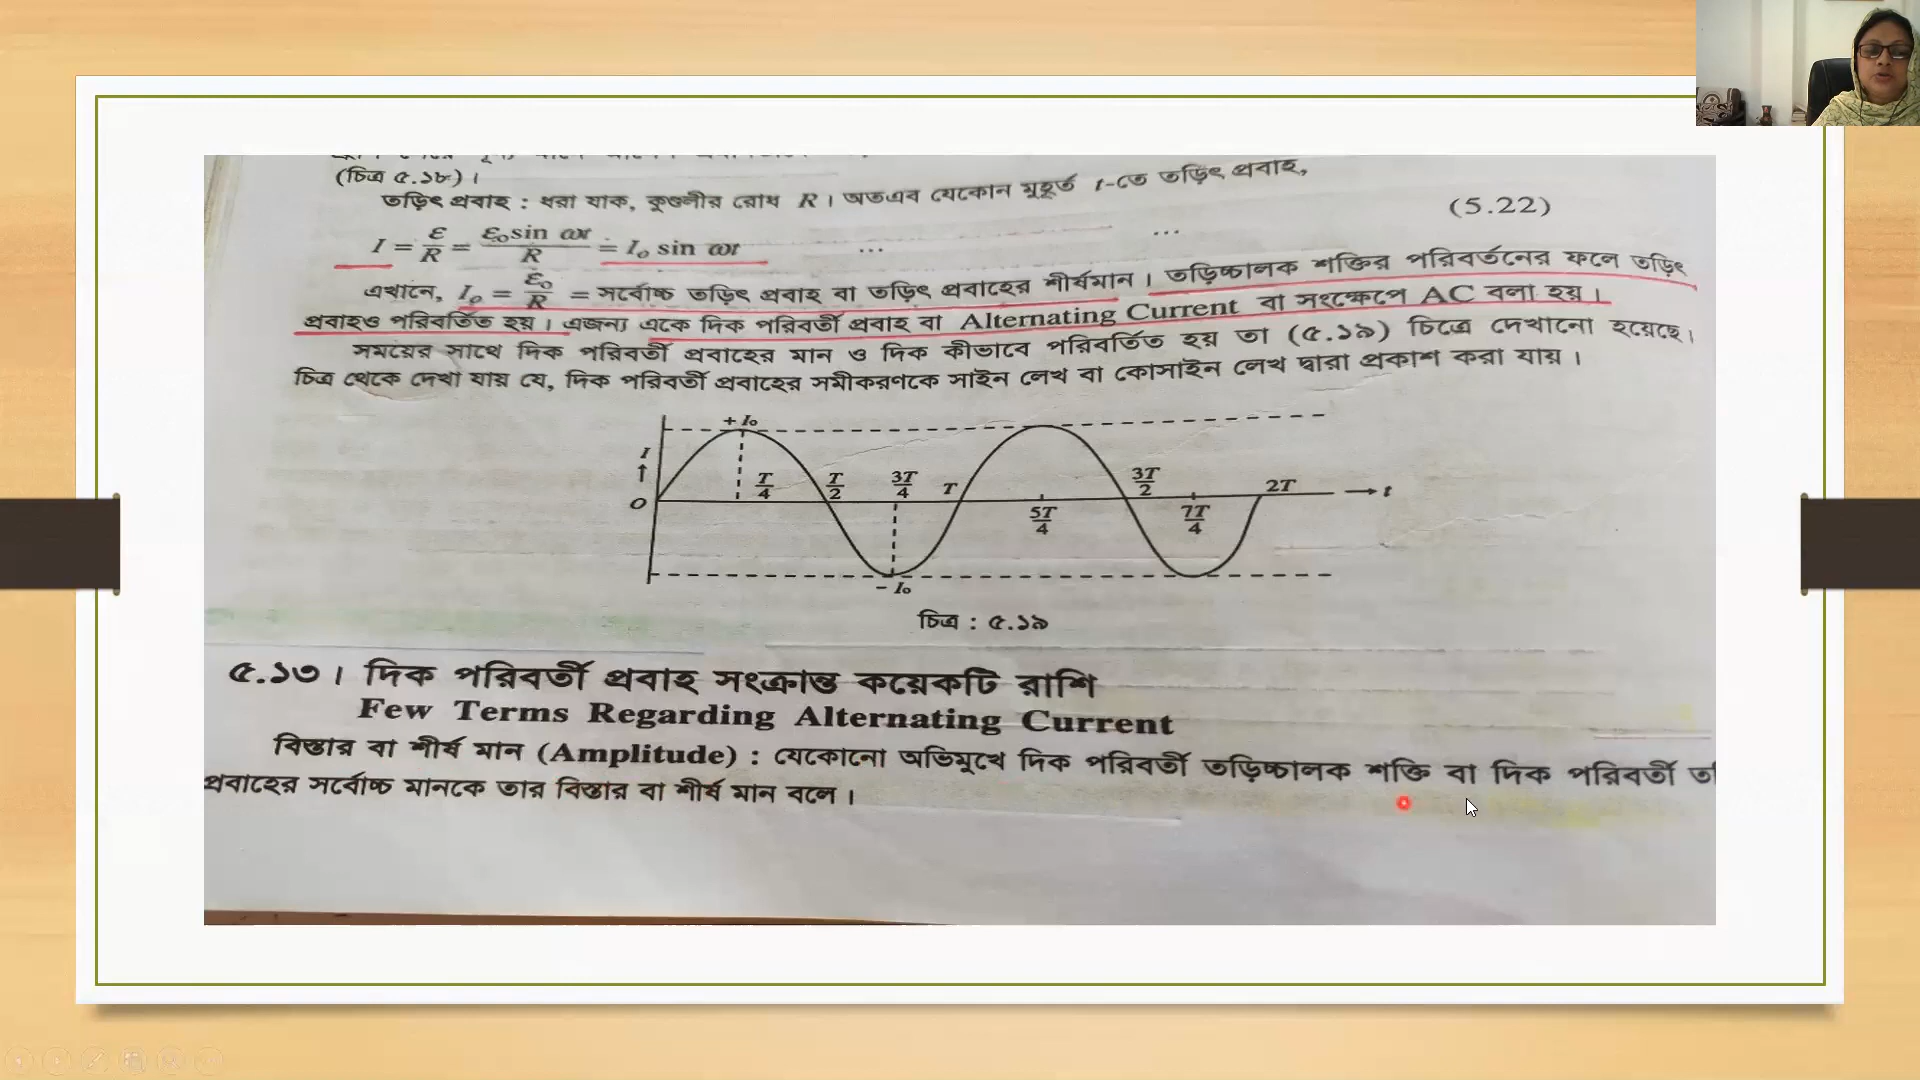 (চিত্র ৫.১৮)।
তড়িৎ প্রবাহ : ধরা যাক, কুণ্ডলীর রোধ R। অতএব যেকোন মুহূর্ত t-তে তড়িৎ প্রবাহ,
I = ε/R = ε₀sin ωt/R = I₀ sin ωt ... ... (5.22)
এখানে, I₀ = ε₀/R = সর্বোচ্চ তড়িৎ প্রবাহ বা তড়িৎ প্রবাহের শীর্ষমান। তড়িচ্চালক শক্তির পরিবর্তনের ফলে তড়িৎ
প্রবাহও পরিবর্তিত হয়। এজন্য একে দিক পরিবর্তী প্রবাহ বা Alternating Current বা সংক্ষেপে AC বলা হয়।
সময়ের সাথে দিক পরিবর্তী প্রবাহের মান ও দিক কীভাবে পরিবর্তিত হয় তা (৫.১৯) চিত্রে দেখানো হয়েছে।
চিত্র থেকে দেখা যায় যে, দিক পরিবর্তী প্রবাহের সমীকরণকে সাইন লেখ বা কোসাইন লেখ দ্বারা প্রকাশ করা যায়।
+ I₀
I ↑
O
T/4 T/2 3T/4 T 5T/4 3T/2 7T/4 2T → t
- I₀
চিত্র : ৫.১৯
৫.১৩। দিক পরিবর্তী প্রবাহ সংক্রান্ত কয়েকটি রাশি
Few Terms Regarding Alternating Current
বিস্তার বা শীর্ষ মান (Amplitude) : যেকোনো অভিমুখে দিক পরিবর্তী তড়িচ্চালক শক্তি বা দিক পরিবর্তী
প্রবাহের সর্বোচ্চ মানকে তার বিস্তার বা শীর্ষ মান বলে।